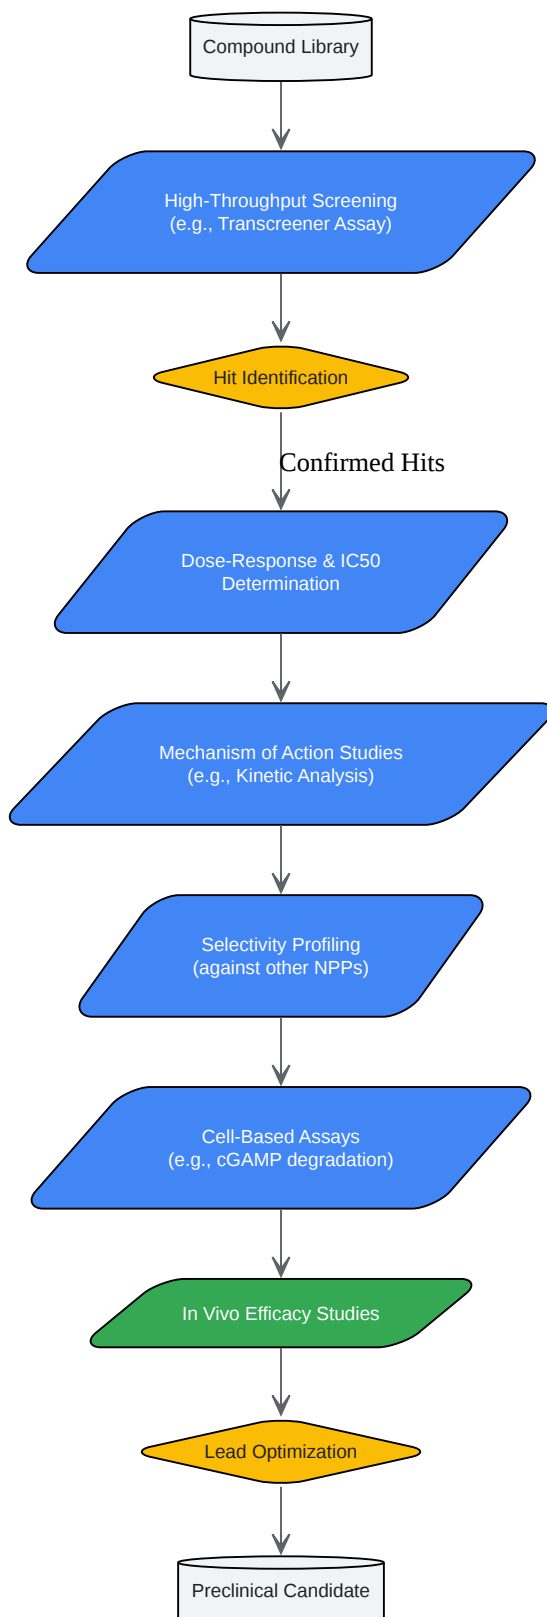 Compound Library
High-Throughput Screening
(e.g., Transcreener Assay)
Hit Identification
Confirmed Hits
Dose-Response & IC50
Determination
Mechanism of Action Studies
(e.g., Kinetic Analysis)
Selectivity Profiling
(against other NPPs)
Cell-Based Assays
(e.g., cGAMP degradation)
In Vivo Efficacy Studies
Lead Optimization
Preclinical Candidate